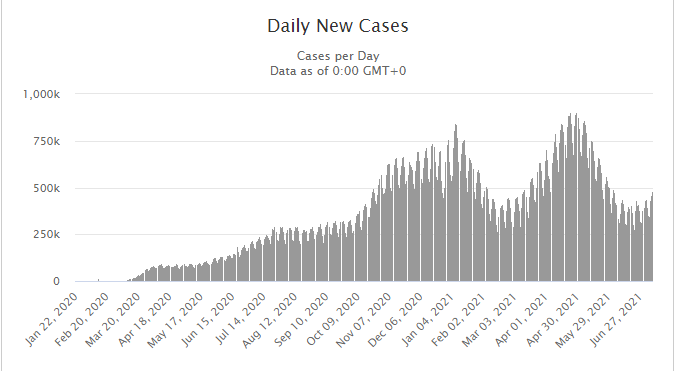 Daily New Cases
Cases per Day
Data as of 0:00 GMT+0
1,000k
750k
500k
250k
0
Jan 22, 2020
Feb 20, 2020
Mar 20, 2020
Apr 18, 2020
May 17, 2020
Jun 15, 2020
Jul 14, 2020
Aug 12, 2020
Sep 10, 2020
Oct 09, 2020
Nov 07, 2020
Dec 06, 2020
Jan 04, 2021
Feb 02, 2021
Mar 03, 2021
Apr 01, 2021
Apr 30, 2021
May 29, 2021
Jun 27, 2021